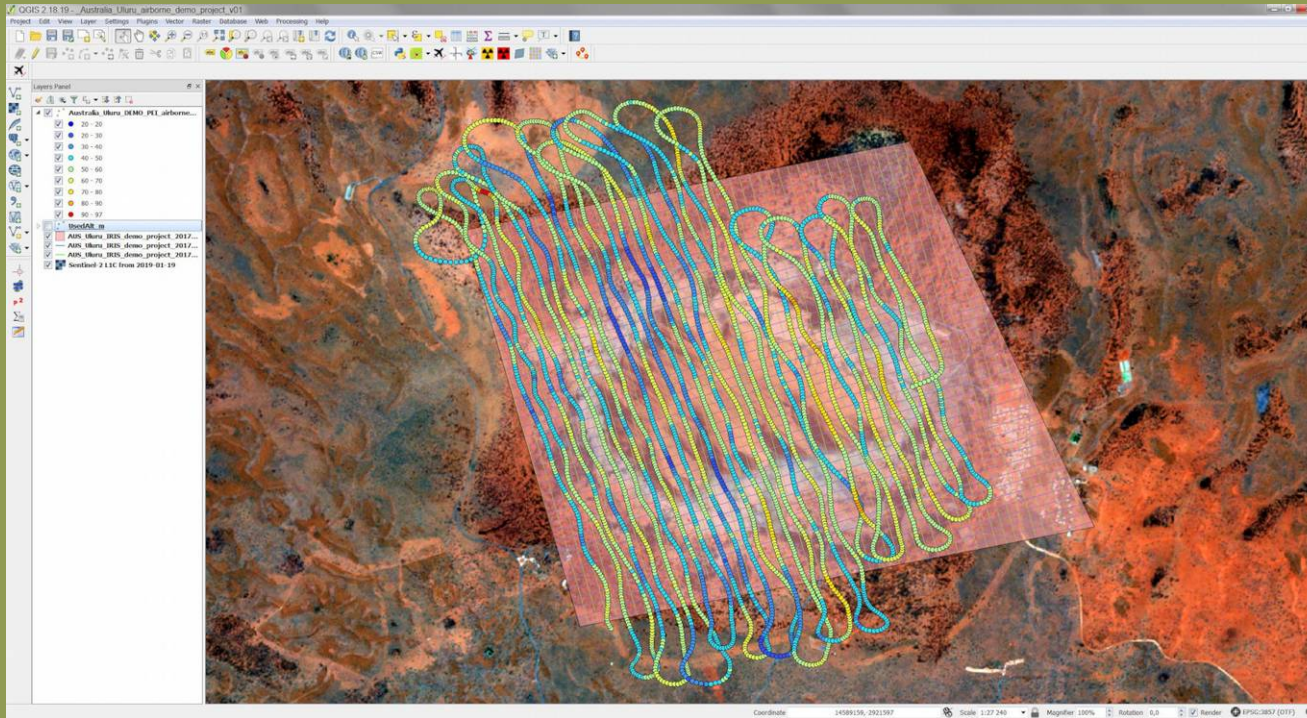 QGIS 2.18.19 - _Australia_Uluru_airborne_demo_project_v01
Project Edit View Layer Settings Plugins Vector Raster Database Web Processing Help
Layers Panel
Australia_Uluru_DEMO_PEI_airborne...
20 - 20
20 - 30
30 - 40
40 - 50
50 - 60
60 - 70
70 - 80
80 - 90
90 - 97
UsedAlt_m
AUS_Uluru_IRIS_demo_project_2017...
AUS_Uluru_IRIS_demo_project_2017...
AUS_Uluru_IRIS_demo_project_2017...
Sentinel-2 L1C from 2019-01-19
Coordinate 14589159,-2921597 Scale 1:27 240 Magnifier 100% Rotation 0,0 Render EPSG:3857 (OTF)